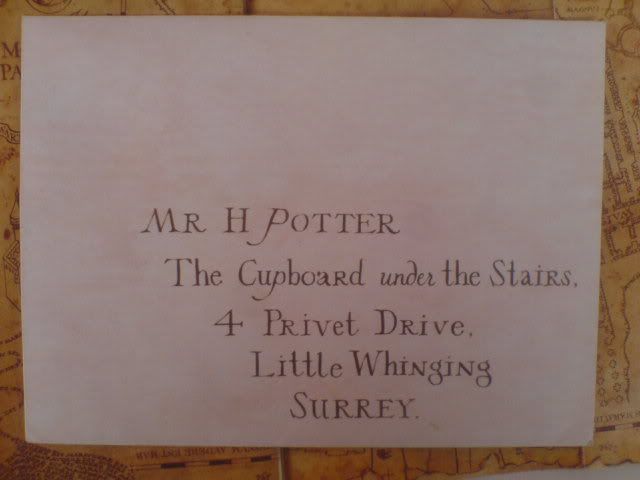 Mr H Potter
The Cupboard under the Stairs,
4 Privet Drive,
Little Whinging
Surrey.